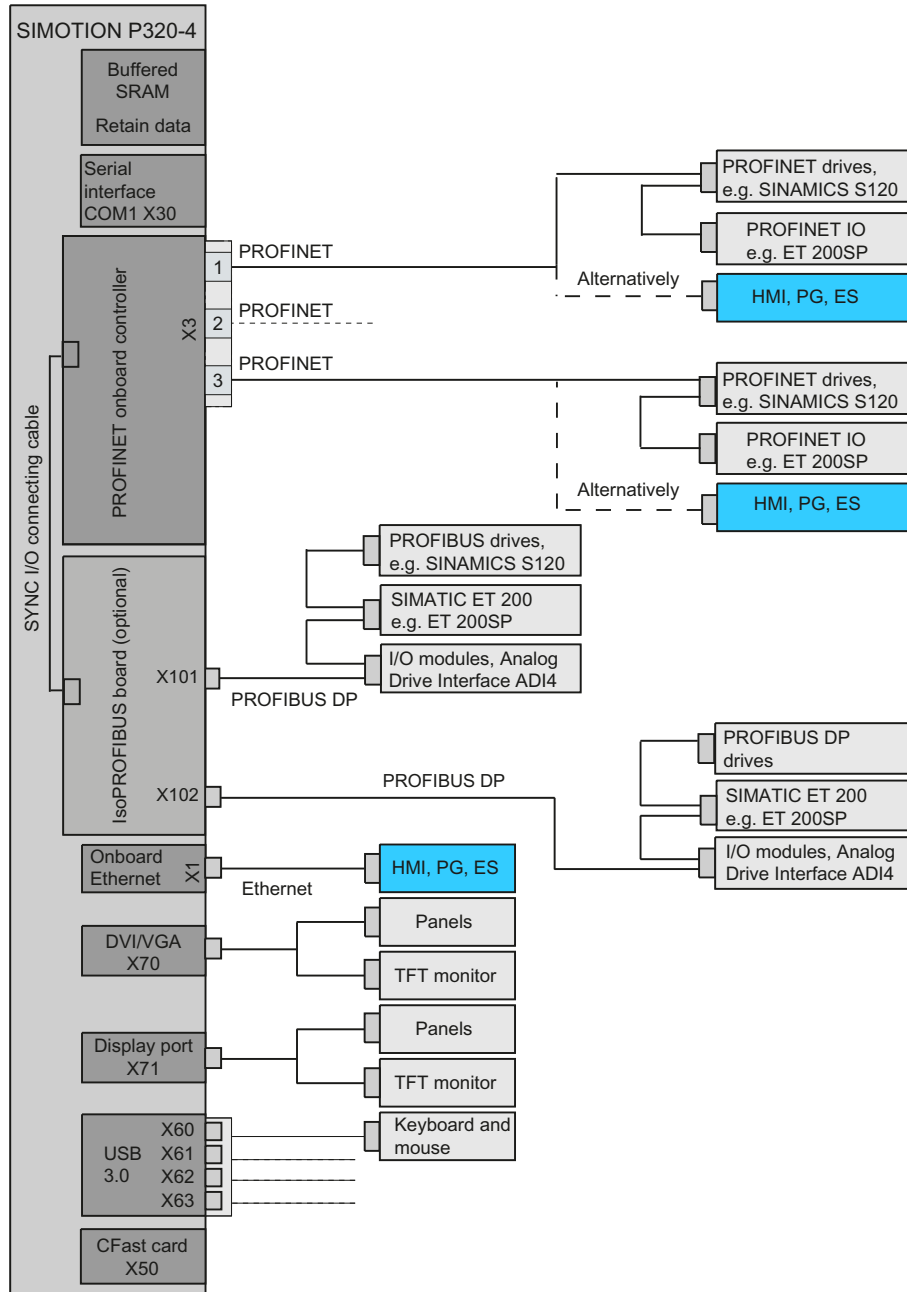 SIMOTION P320-4
Buffered
SRAM
Retain data
Serial
interface
COM1 X30
PROFINET onboard controller
X3
1
2
3
SYNC I/O connecting cable
PROFINET
PROFINET
PROFINET
Alternatively
PROFINET drives,
e.g. SINAMICS S120
PROFINET IO
e.g. ET 200SP
HMI, PG, ES
PROFINET drives,
e.g. SINAMICS S120
PROFINET IO
e.g. ET 200SP
Alternatively
HMI, PG, ES
IsoPROFIBUS board (optional)
X101
PROFIBUS DP
PROFIBUS drives,
e.g. SINAMICS S120
SIMATIC ET 200
e.g. ET 200SP
I/O modules, Analog
Drive Interface ADI4
X102
PROFIBUS DP
PROFIBUS DP
drives
SIMATIC ET 200
e.g. ET 200SP
I/O modules, Analog
Drive Interface ADI4
Onboard
Ethernet
X1
Ethernet
HMI, PG, ES
DVI/VGA
X70
Panels
TFT monitor
Display port
X71
Panels
TFT monitor
USB
3.0
X60
X61
X62
X63
Keyboard and
mouse
CFast card
X50